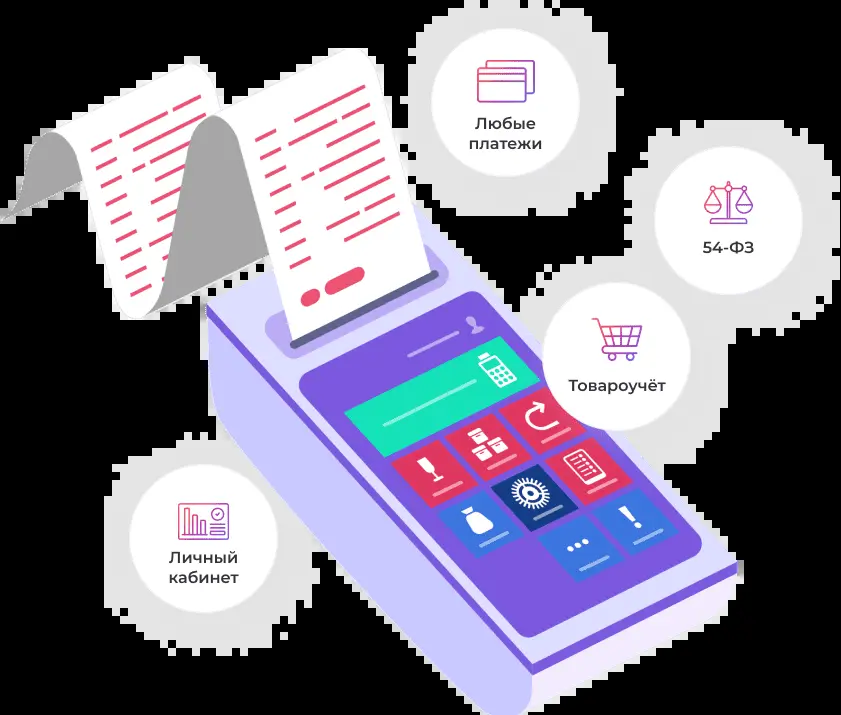 Любые
платежи
54-ФЗ
Товароучёт
Личный
кабинет